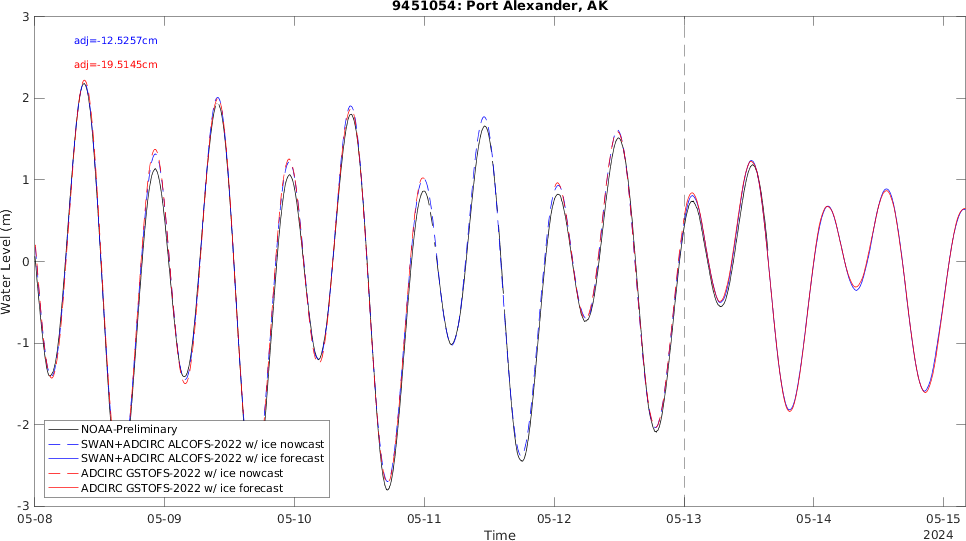 9451054: Port Alexander, AK
adj=-12.5257cm
adj=-19.5145cm
3
2
1
0
-1
-2
-3
Water Level (m)
NOAA-Preliminary
SWAN+ADCIRC ALCOFS-2022 w/ ice nowcast
SWAN+ADCIRC ALCOFS-2022 w/ ice forecast
ADCIRC GSTOFS-2022 w/ ice nowcast
ADCIRC GSTOFS-2022 w/ ice forecast
05-08 05-09 05-10 05-11 05-12 05-13 05-14 05-15
Time
2024